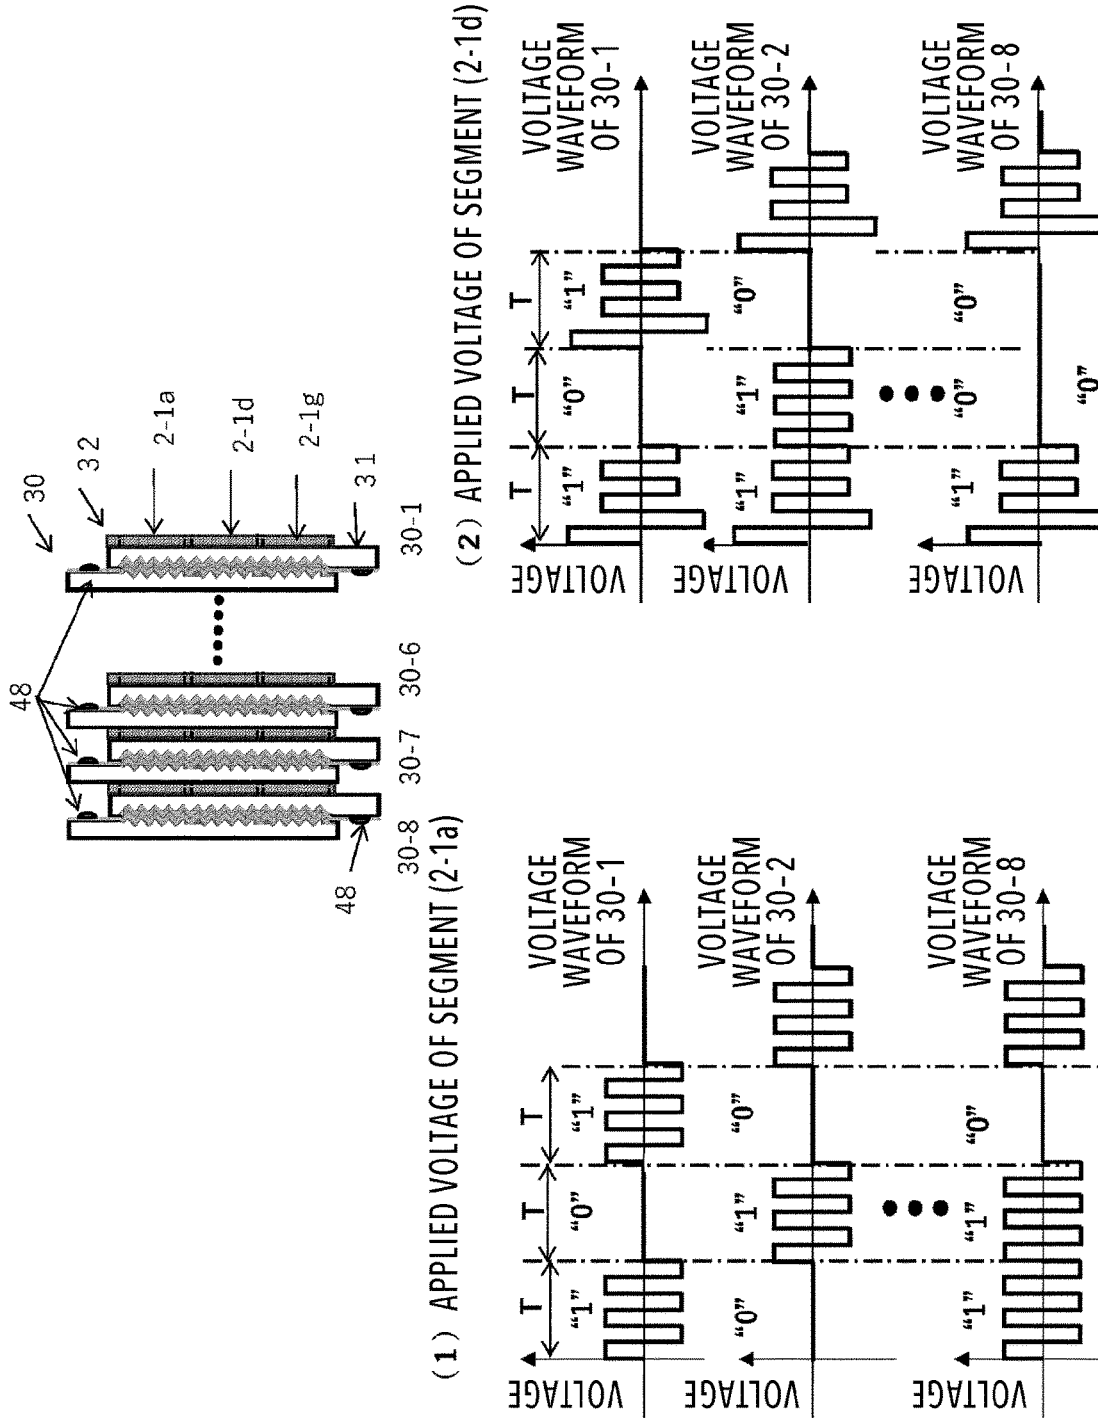 30
32
48
2-1a
2-1d
2-1g
31
48
30-8
30-7
30-6
30-1
(1) APPLIED VOLTAGE OF SEGMENT (2-1a)
VOLTAGE
T
T
T
"1"
"0"
"1"
VOLTAGE
WAVEFORM
OF 30-1
VOLTAGE
"0"
"1"
"0"
VOLTAGE
WAVEFORM
OF 30-2
VOLTAGE
"1"
"1"
"0"
VOLTAGE
WAVEFORM
OF 30-8
(2) APPLIED VOLTAGE OF SEGMENT (2-1d)
VOLTAGE
T
T
T
"1"
"0"
"1"
VOLTAGE
WAVEFORM
OF 30-1
VOLTAGE
"1"
"1"
"0"
VOLTAGE
WAVEFORM
OF 30-2
VOLTAGE
"1"
"0"
"0"
"0"
VOLTAGE
WAVEFORM
OF 30-8